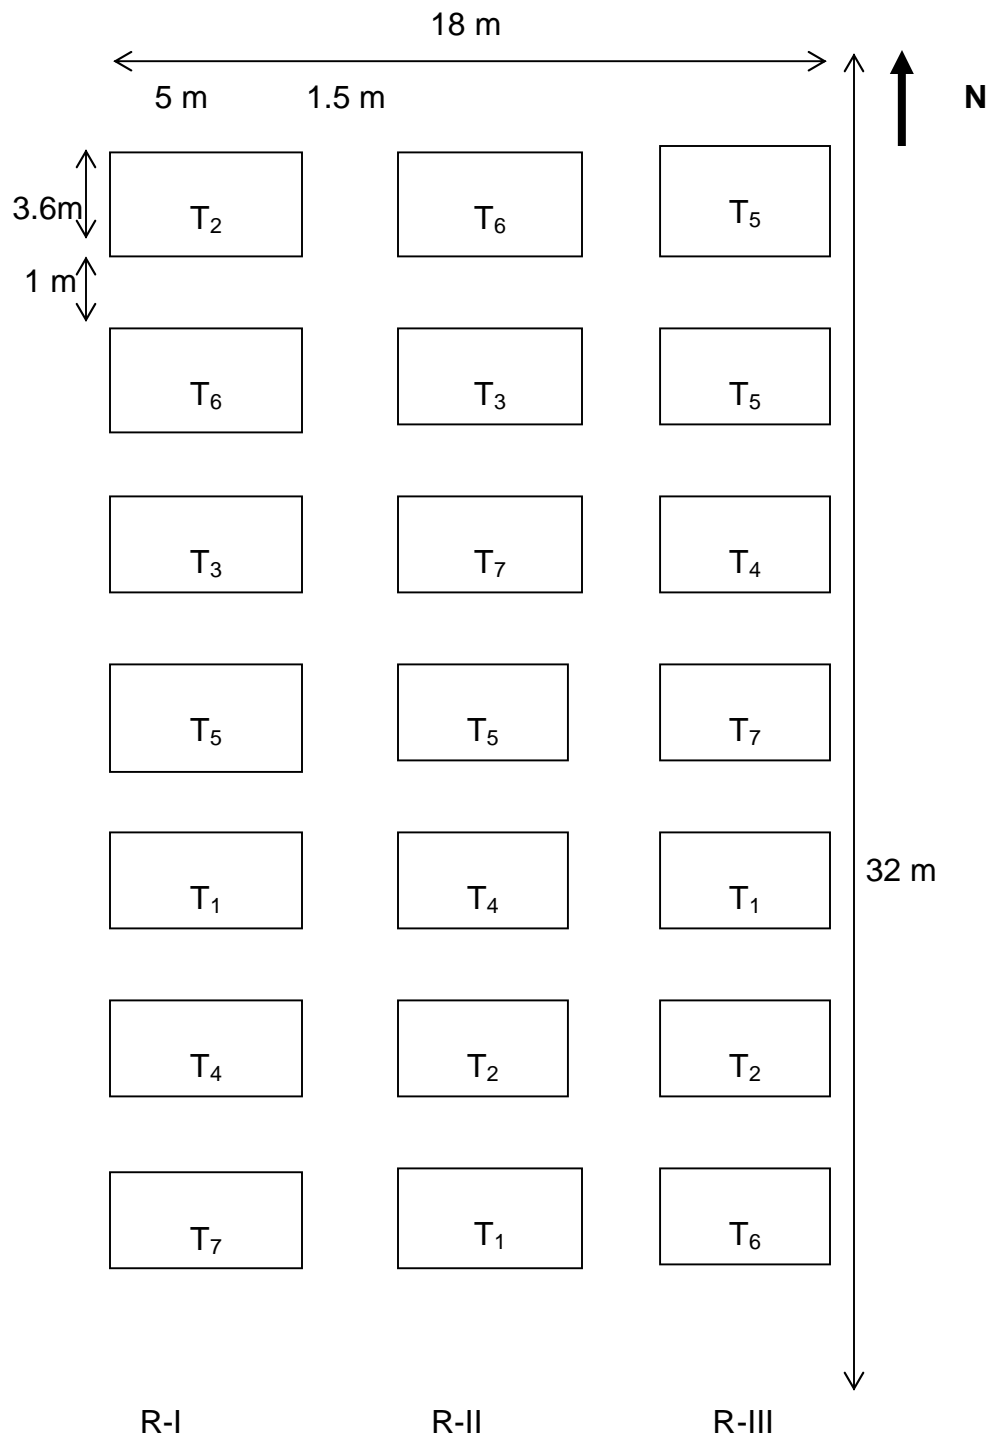 18 m
5 m 1.5 m N
3.6m T₂ T₆ T₅
1 m
T₆ T₃ T₅
T₃ T₇ T₄
T₅ T₅ T₇
32 m
T₁ T₄ T₁
T₄ T₂ T₂
T₇ T₁ T₆
R-I R-II R-III